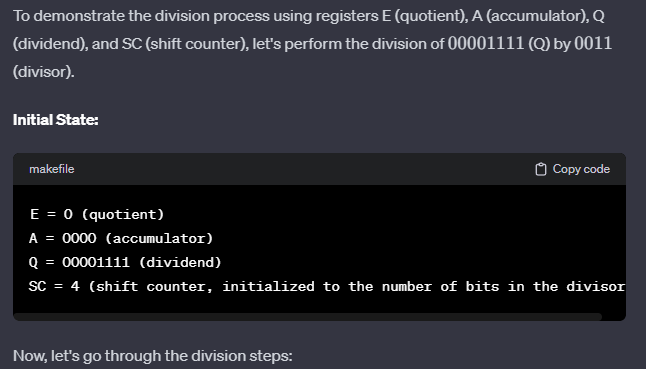 To demonstrate the division process using registers E (quotient), A (accumulator), Q
(dividend), and SC (shift counter), let's perform the division of 00001111 (Q) by 0011
(divisor).
Initial State:
makefile
Copy code
E = 0 (quotient)
A = 0000 (accumulator)
Q = 00001111 (dividend)
SC = 4 (shift counter, initialized to the number of bits in the divisor
Now, let's go through the division steps: